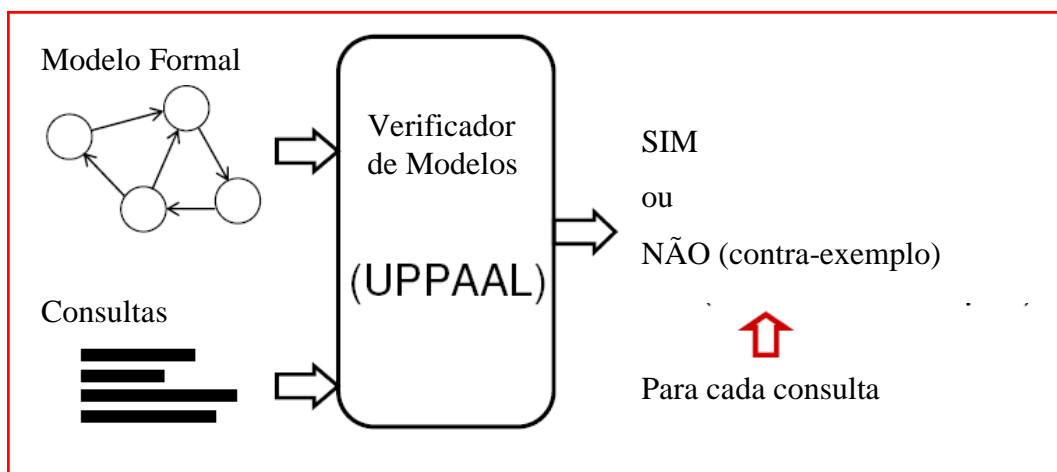 Modelo Formal
Consultas
Verificador
de Modelos
(UPPAAL)
SIM
ou
NÃO (contra-exemplo)
Para cada consulta